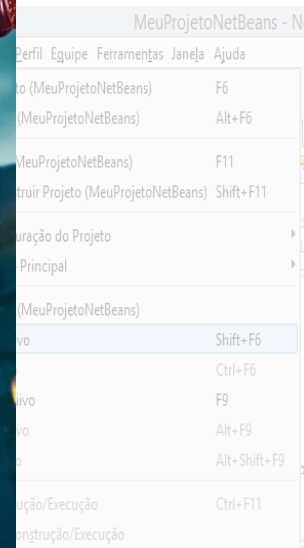 MeuProjetoNetBeans - N
Perfil Equipe Ferramentas Janela Ajuda
to (MeuProjetoNetBeans) F6
(MeuProjetoNetBeans) Alt+F6
MeuProjetoNetBeans) F11
truir Projeto (MeuProjetoNetBeans) Shift+F11
uração do Projeto
Principal
(MeuProjetoNetBeans)
vo Shift+F6
Ctrl+F6
uivo F9
vo Alt+F9
o Alt+Shift+F9
ução/Execução Ctrl+F11
onstrução/Execução